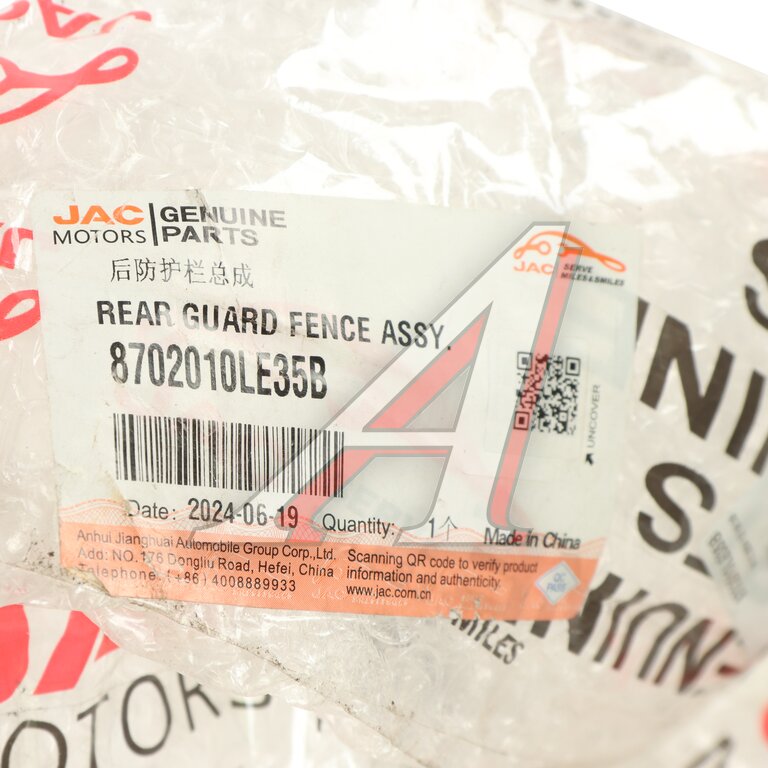 JAC MOTORS | GENUINE PARTS
JAC SERVE MILES&SMILES
后防护栏总成
REAR GUARD FENCE ASSY.
8702010LE35B
UNCOVER
Date: 2024-06-19 Quantity: 1个 Made in China
Anhui Jianghuai Automobile Group Corp.,Ltd.
Add: NO. 176 Dongliu Road, Hefei, China
Telephone: (+86) 4008889933
Scanning QR code to verify product
information and authenticity.
www.jac.com.cn
QC
PASS
MILES